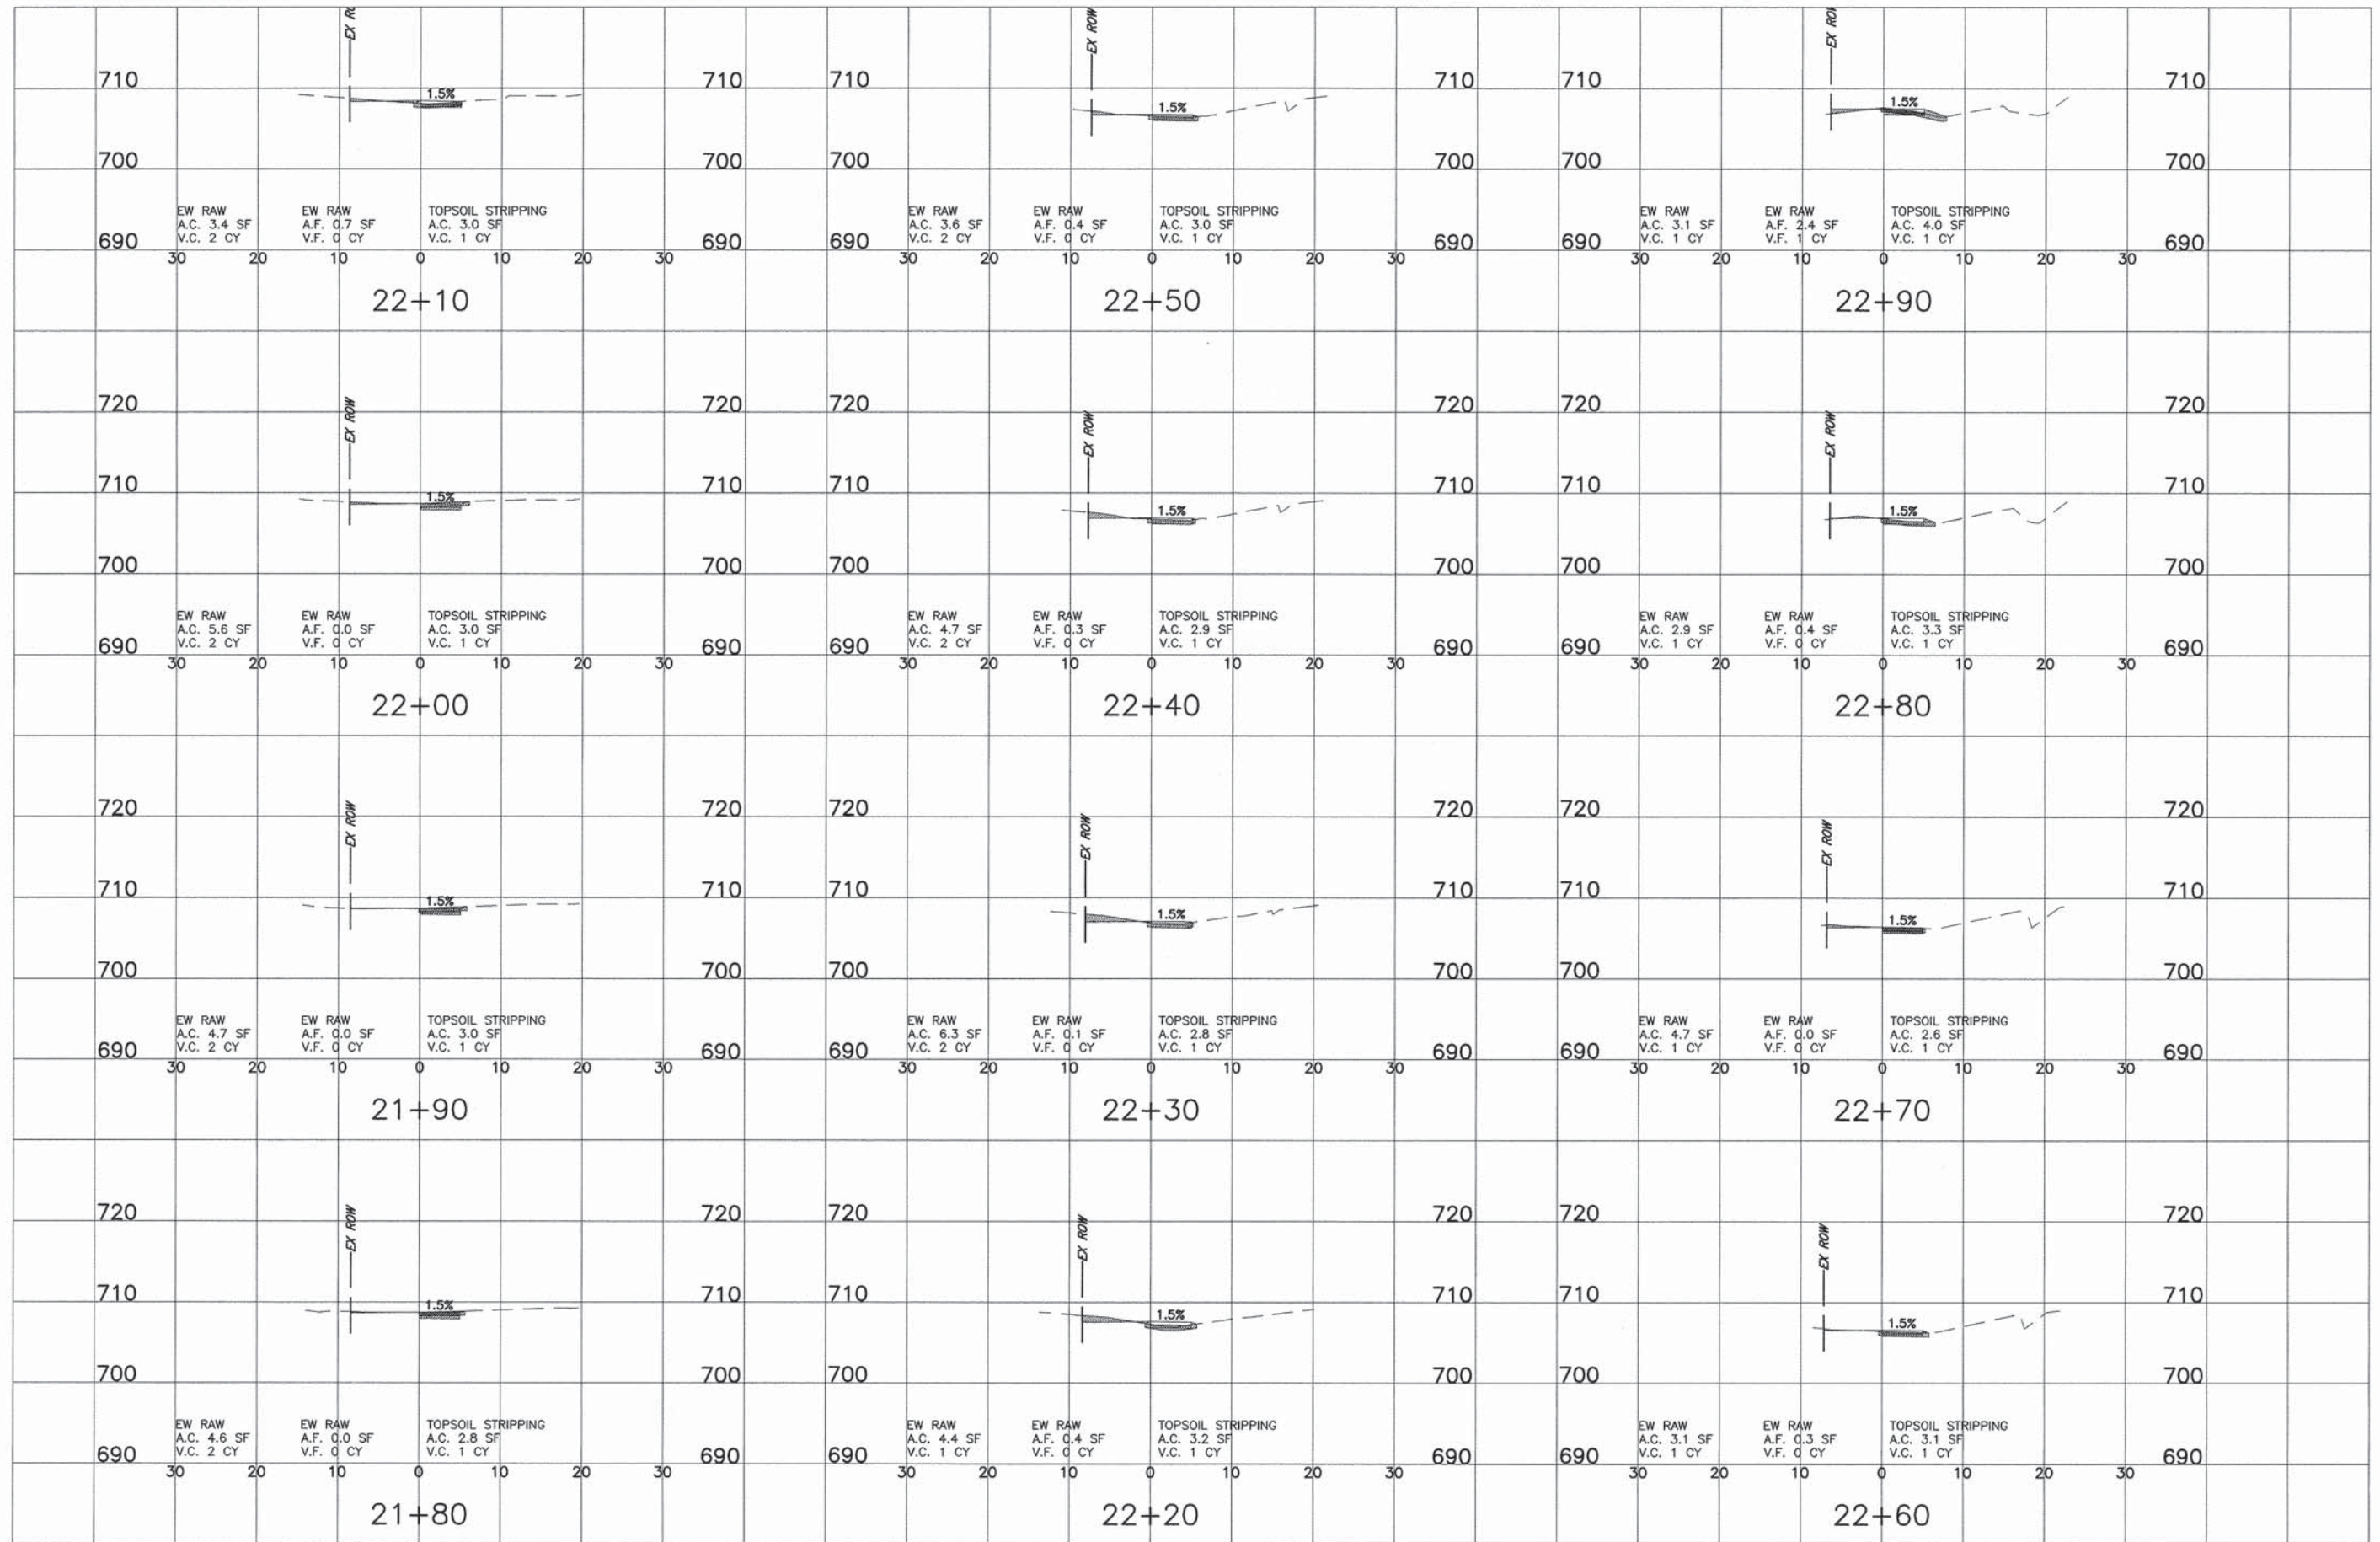 EX RO
EX ROW
EX ROW
710 1.5% 710 710 1.5% 710 710 1.5% 710
700 700 700 700 700 700
EW RAW EW RAW TOPSOIL STRIPPING EW RAW EW RAW TOPSOIL STRIPPING EW RAW EW RAW TOPSOIL STRIPPING
A.C. 3.4 SF A.F. 0.7 SF A.C. 3.0 SF A.C. 3.6 SF A.F. 0.4 SF A.C. 3.0 SF A.C. 3.1 SF A.F. 2.4 SF A.C. 4.0 SF
V.C. 2 CY V.F. 0 CY V.C. 1 CY V.C. 2 CY V.F. 0 CY V.C. 1 CY V.C. 1 CY V.F. 1 CY V.C. 1 CY
690 690 690 690 690 690
30 20 10 0 10 20 30 30 20 10 0 10 20 30 30 20 10 0 10 20 30
22+10 22+50 22+90
720 720 720 720 720 720
EX ROW EX ROW EX ROW
710 1.5% 710 710 1.5% 710 710 1.5% 710
700 700 700 700 700 700
EW RAW EW RAW TOPSOIL STRIPPING EW RAW EW RAW TOPSOIL STRIPPING EW RAW EW RAW TOPSOIL STRIPPING
A.C. 5.6 SF A.F. 0.0 SF A.C. 3.0 SF A.C. 4.7 SF A.F. 0.3 SF A.C. 2.9 SF A.C. 2.9 SF A.F. 0.4 SF A.C. 3.3 SF
V.C. 2 CY V.F. 0 CY V.C. 1 CY V.C. 2 CY V.F. 0 CY V.C. 1 CY V.C. 1 CY V.F. 0 CY V.C. 1 CY
690 690 690 690 690 690
30 20 10 0 10 20 30 30 20 10 0 10 20 30 30 20 10 0 10 20 30
22+00 22+40 22+80
720 720 720 720 720 720
EX ROW EX ROW EX ROW
710 1.5% 710 710 1.5% 710 710 1.5% 710
700 700 700 700 700 700
EW RAW EW RAW TOPSOIL STRIPPING EW RAW EW RAW TOPSOIL STRIPPING EW RAW EW RAW TOPSOIL STRIPPING
A.C. 4.7 SF A.F. 0.0 SF A.C. 3.0 SF A.C. 6.3 SF A.F. 0.1 SF A.C. 2.8 SF A.C. 4.7 SF A.F. 0.0 SF A.C. 2.6 SF
V.C. 2 CY V.F. 0 CY V.C. 1 CY V.C. 2 CY V.F. 0 CY V.C. 1 CY V.C. 1 CY V.F. 0 CY V.C. 1 CY
690 690 690 690 690 690
30 20 10 0 10 20 30 30 20 10 0 10 20 30 30 20 10 0 10 20 30
21+90 22+30 22+70
720 720 720 720 720 720
EX ROW EX ROW EX ROW
710 1.5% 710 710 1.5% 710 710 1.5% 710
700 700 700 700 700 700
EW RAW EW RAW TOPSOIL STRIPPING EW RAW EW RAW TOPSOIL STRIPPING EW RAW EW RAW TOPSOIL STRIPPING
A.C. 4.6 SF A.F. 0.0 SF A.C. 2.8 SF A.C. 4.4 SF A.F. 0.4 SF A.C. 3.2 SF A.C. 3.1 SF A.F. 0.3 SF A.C. 3.1 SF
V.C. 2 CY V.F. 0 CY V.C. 1 CY V.C. 1 CY V.F. 0 CY V.C. 1 CY V.C. 1 CY V.F. 0 CY V.C. 1 CY
690 690 690 690 690 690
30 20 10 0 10 20 30 30 20 10 0 10 20 30 30 20 10 0 10 20 30
21+80 22+20 22+60